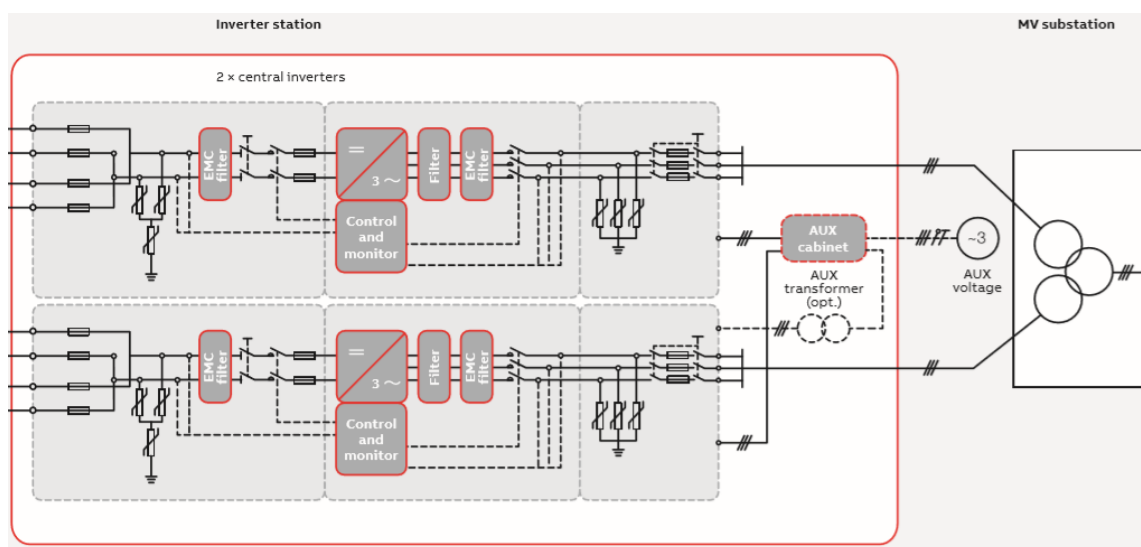 Inverter station
MV substation
2 × central inverters
EMC
filter
=
3 ~
Filter
EMC
filter
Control
and
monitor
AUX
cabinet
~3
AUX
voltage
AUX
transformer
(opt.)
EMC
filter
=
3 ~
Filter
EMC
filter
Control
and
monitor